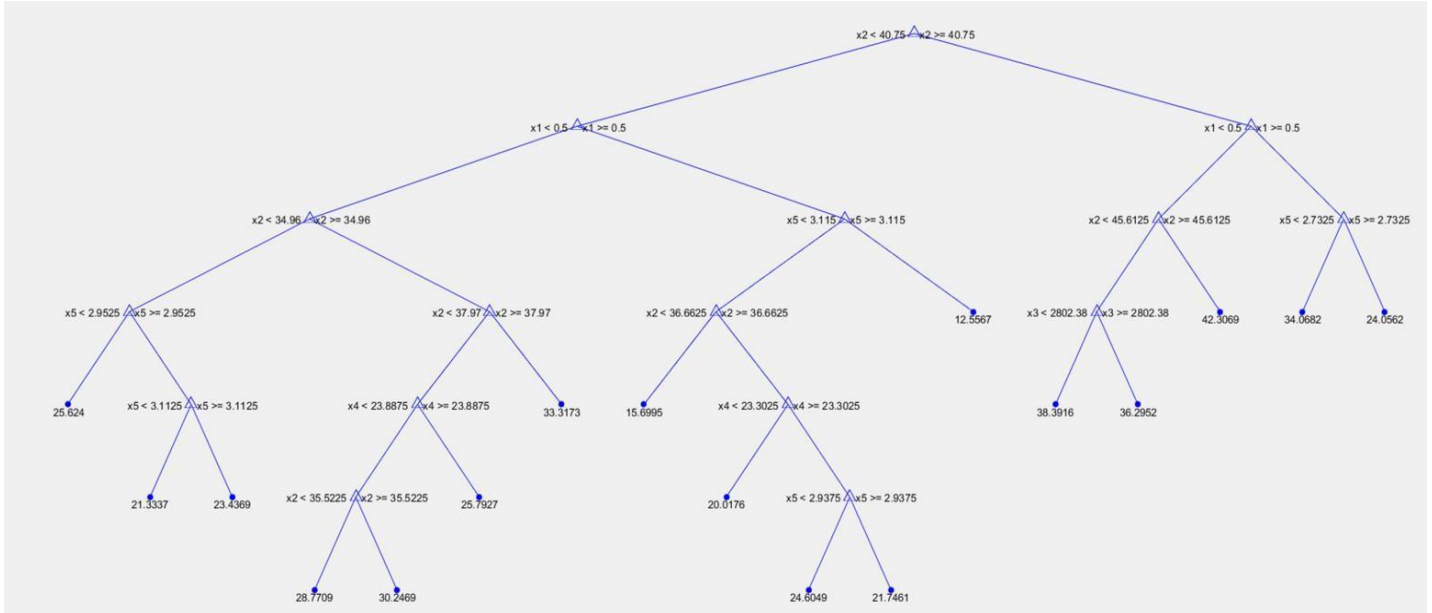 x2 < 40.75 x2 >= 40.75
x1 < 0.5 x1 >= 0.5
x1 < 0.5 x1 >= 0.5
x2 < 34.96 x2 >= 34.96
x5 < 3.115 x5 >= 3.115
x2 < 45.6125 x2 >= 45.6125
x5 < 2.7325 x5 >= 2.7325
x5 < 2.9525 x5 >= 2.9525
x2 < 37.97 x2 >= 37.97
x2 < 36.6625 x2 >= 36.6625
12.5567
x3 < 2802.38 x3 >= 2802.38
42.3069
34.0682
24.0562
25.624
x5 < 3.1125 x5 >= 3.1125
x4 < 23.8875 x4 >= 23.8875
33.3173
15.6995
x4 < 23.3025 x4 >= 23.3025
38.3916
36.2952
21.3337
23.4369
x2 < 35.5225 x2 >= 35.5225
25.7927
20.0176
x5 < 2.9375 x5 >= 2.9375
28.7709
30.2469
24.6049
21.7461